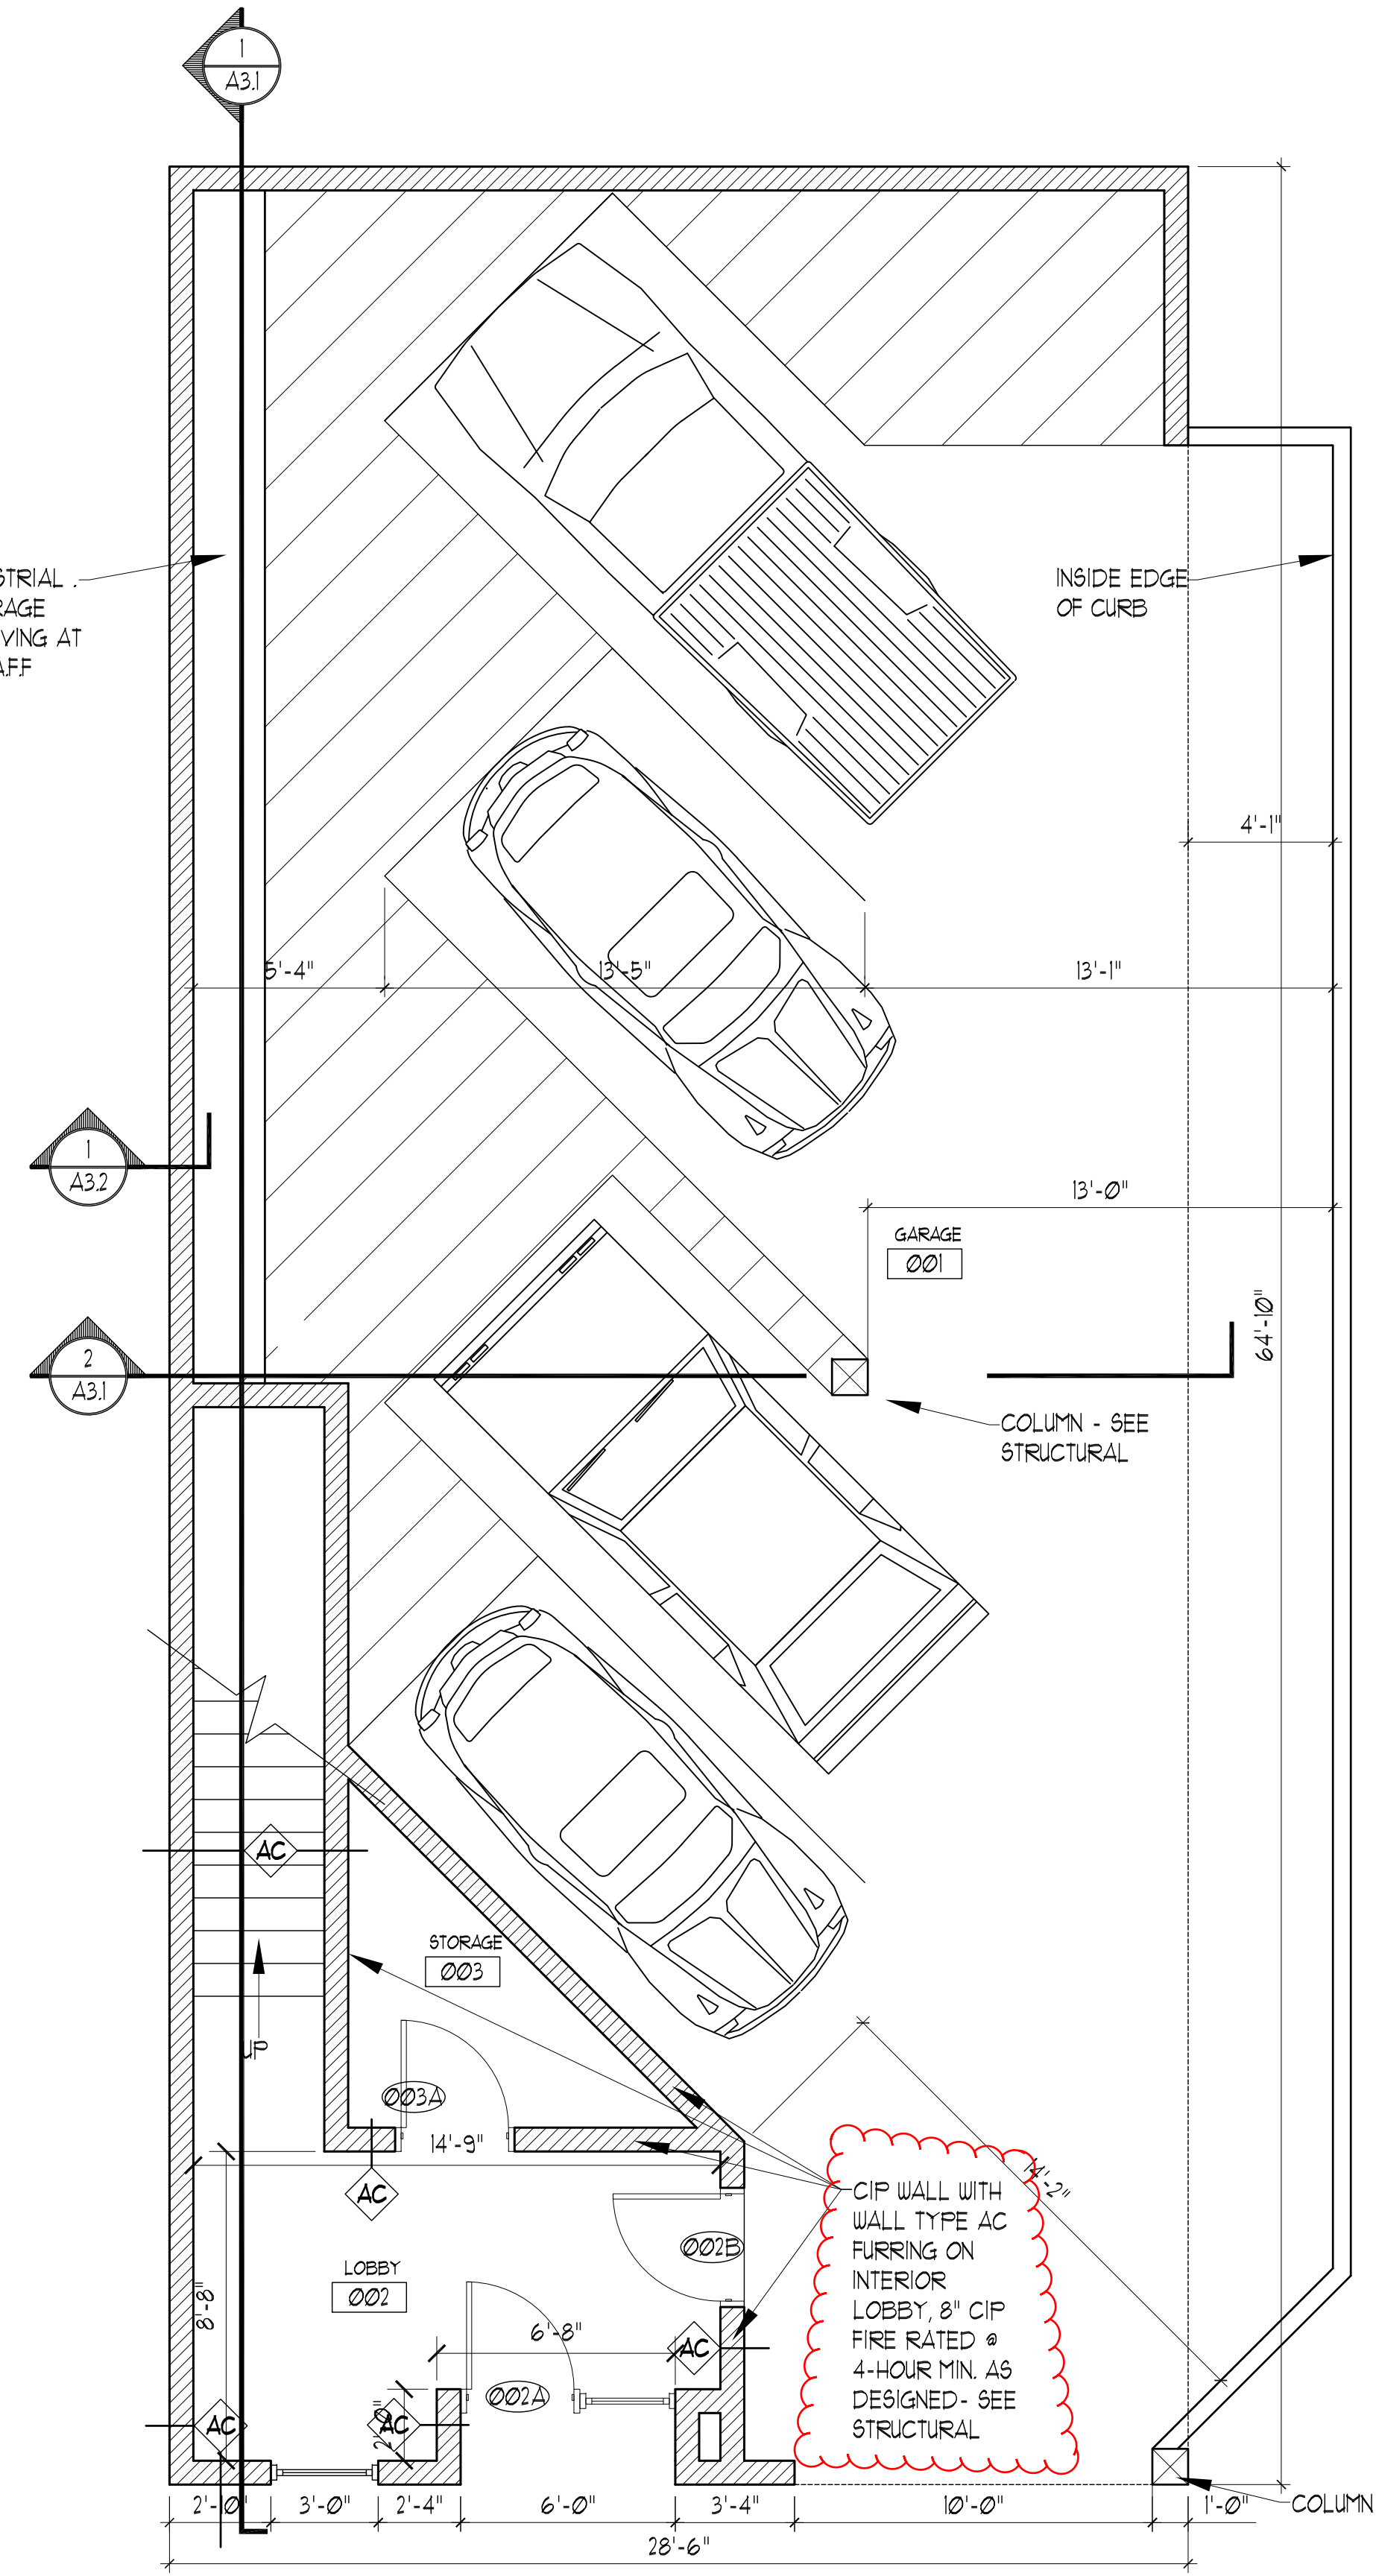 1
A3.1
STRIAL .
RAGE
VING AT
A.F.F
INSIDE EDGE
OF CURB
4'-1"
5'-4"
13'-5"
13'-1"
1
A3.2
13'-0"
GARAGE
001
64'-10"
2
A3.1
COLUMN - SEE
STRUCTURAL
AC
STORAGE
003
UP
003A
14'-9"
AC
14'-2"
CIP WALL WITH
WALL TYPE AC
FURRING ON
INTERIOR
LOBBY, 8" CIP
FIRE RATED @
4-HOUR MIN. AS
DESIGNED - SEE
STRUCTURAL
002B
LOBBY
002
8'-8"
6'-8"
AC
002A
AC
AC
2'-0"
2'-10"
3'-0"
2'-4"
6'-0"
3'-4"
10'-0"
1'-0"
COLUMN
28'-6"